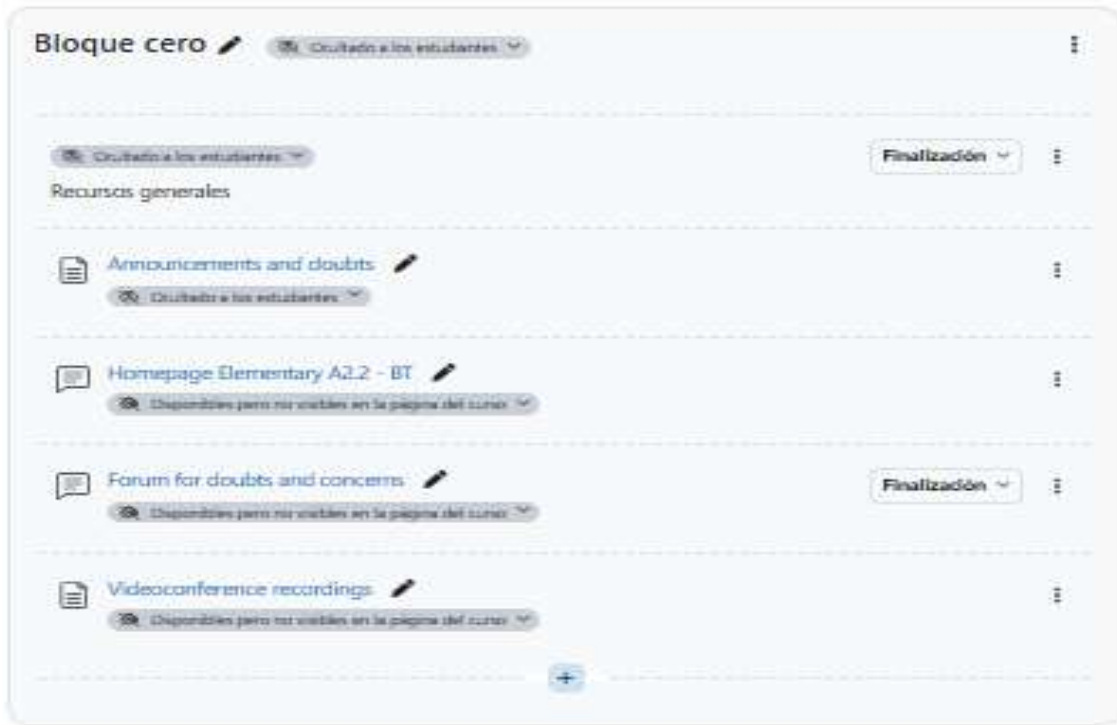 Bloque cero
Ocultado a los estudiantes
Ocultado a los estudiantes
Finalización
Recursos generales
Announcements and doubts
Ocultado a los estudiantes
Homepage Elementary A2.2 - BT
Disponibles pero no visibles en la página del curso
Forum for doubts and concerns
Finalización
Disponibles pero no visibles en la página del curso
Videoconference recordings
Disponibles pero no visibles en la página del curso